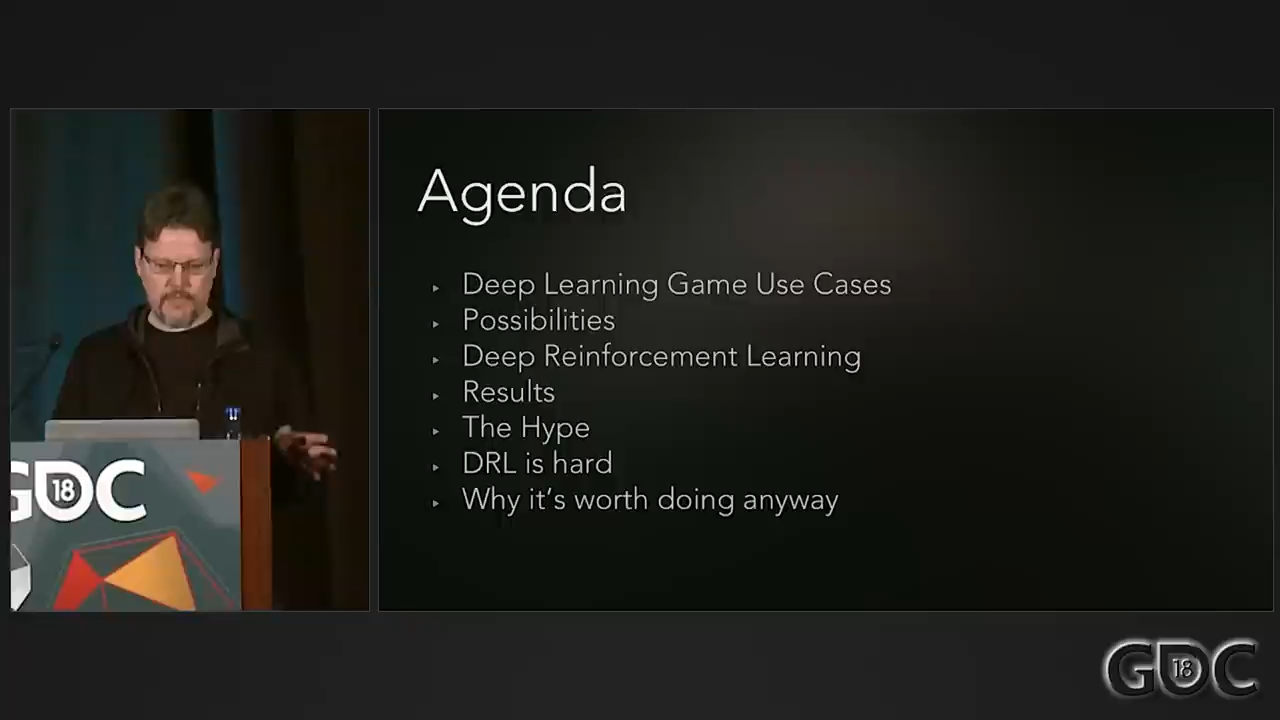 Agenda
Deep Learning Game Use Cases
Possibilities
Deep Reinforcement Learning
Results
The Hype
DRL is hard
Why it's worth doing anyway
GDC 18
GDC 18